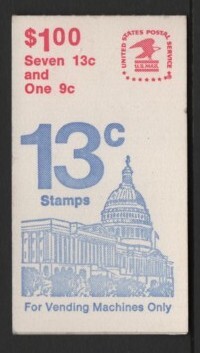 $1.00
Seven 13c
and
One 9c
UNITED STATES POSTAL SERVICE
U.S. MAIL
13c
Stamps
For Vending Machines Only